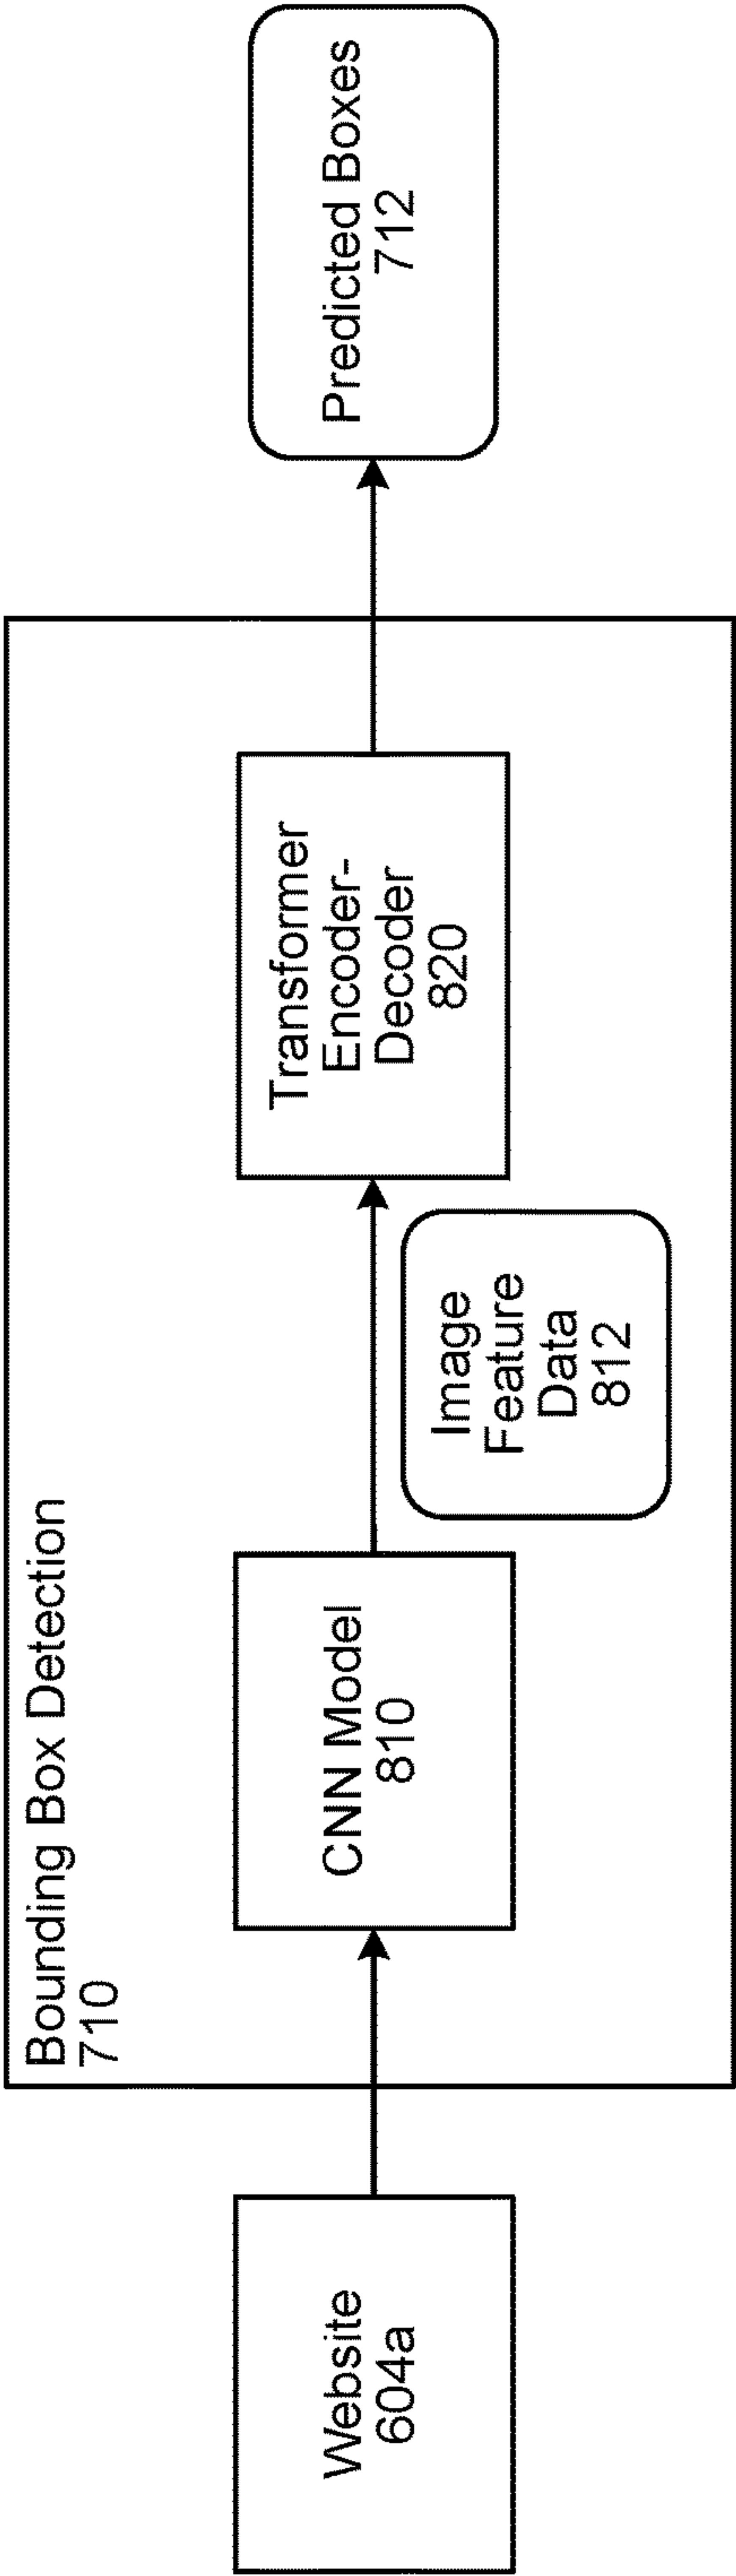 Bounding Box Detection
710
Website
604a
CNN Model
810
Image
Feature
Data
812
Transformer
Encoder-
Decoder
820
Predicted Boxes
712